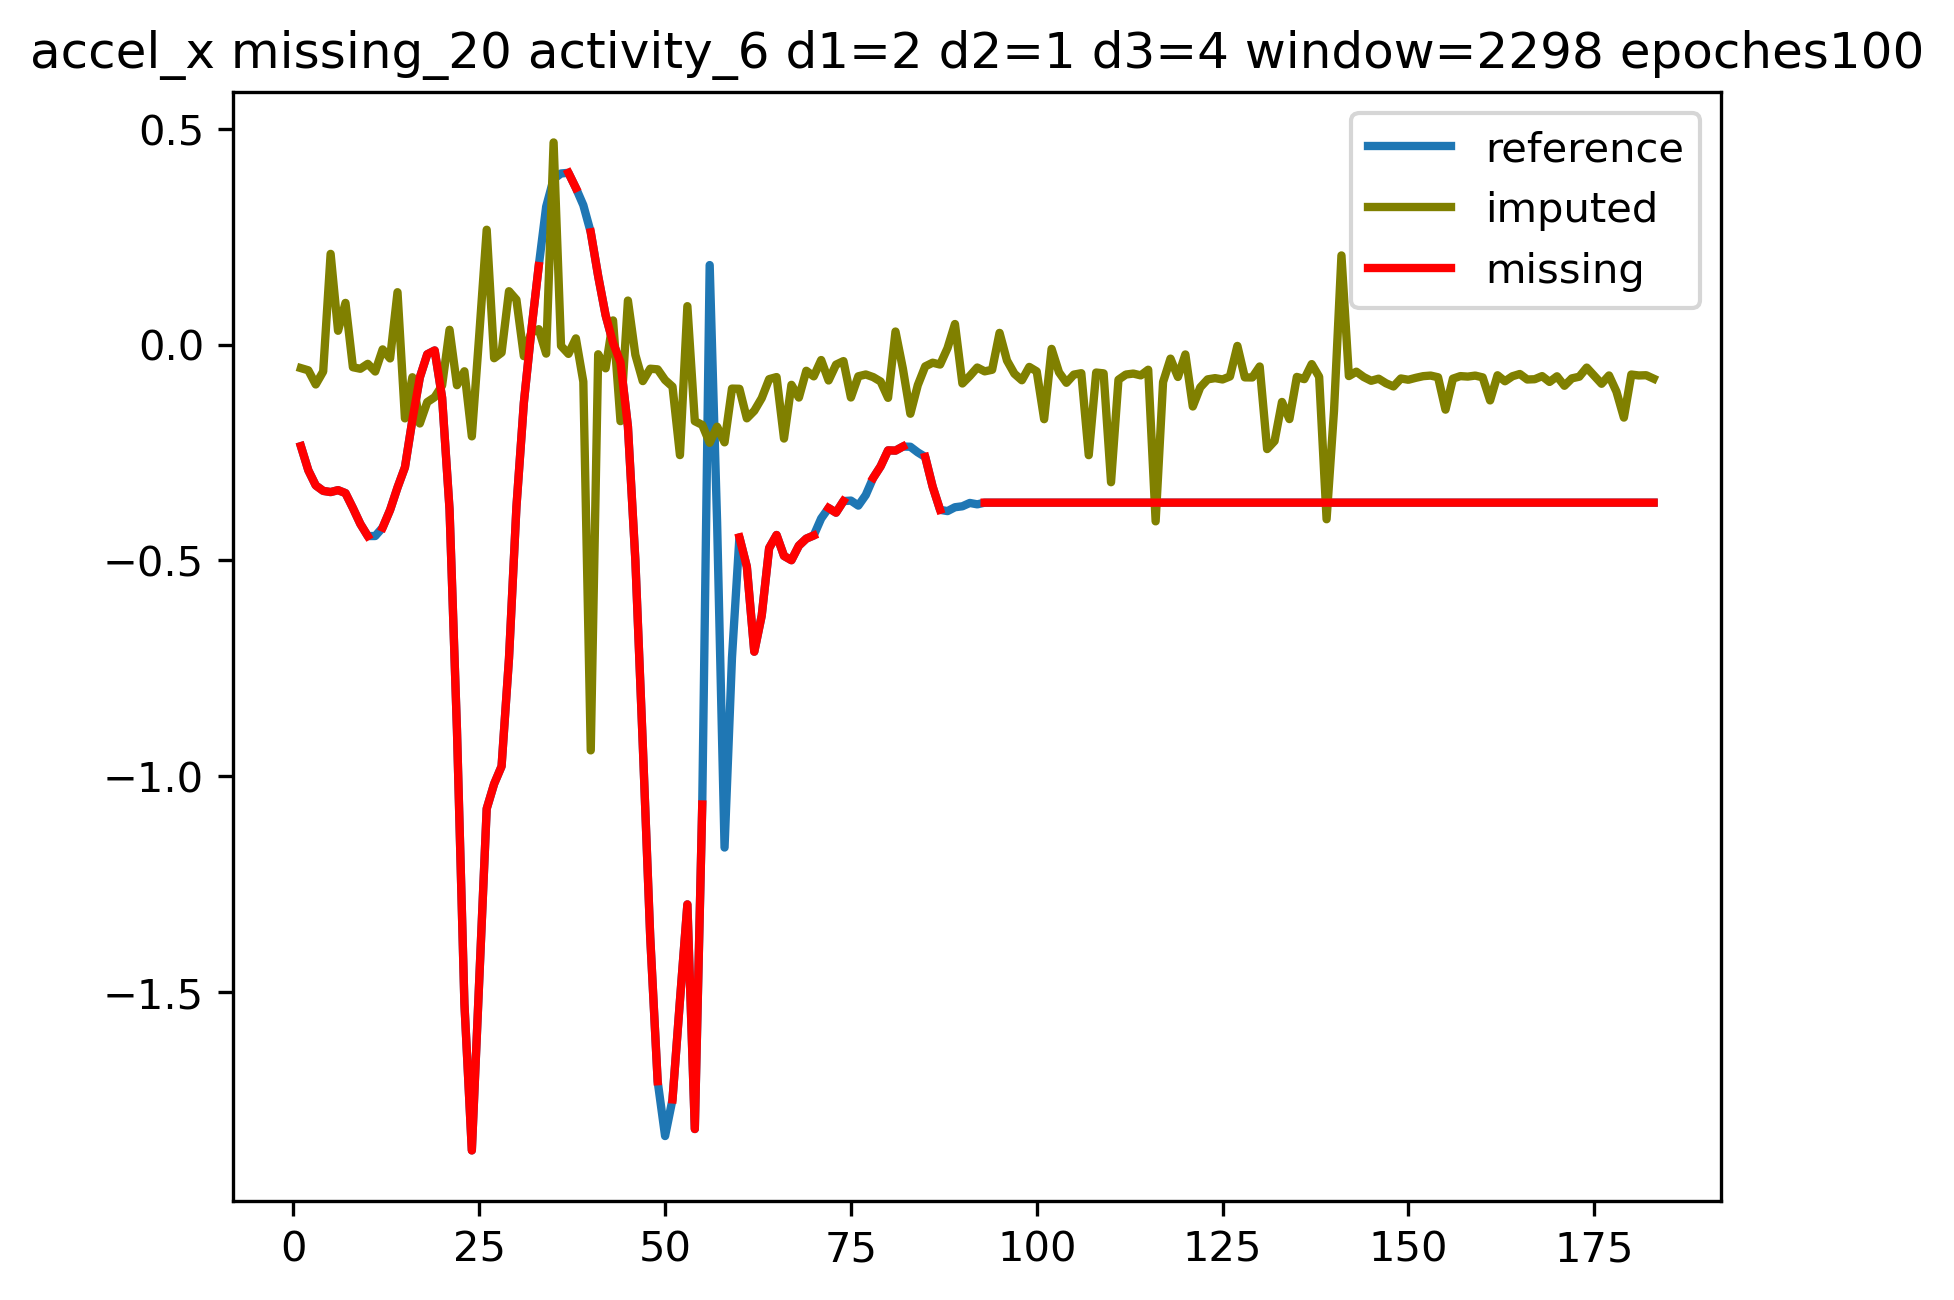 accel_x missing_20 activity_6 d1=2 d2=1 d3=4 window=2298 epoches100
reference
imputed
missing
0.5
0.0
−0.5
−1.0
−1.5
0 25 50 75 100 125 150 175